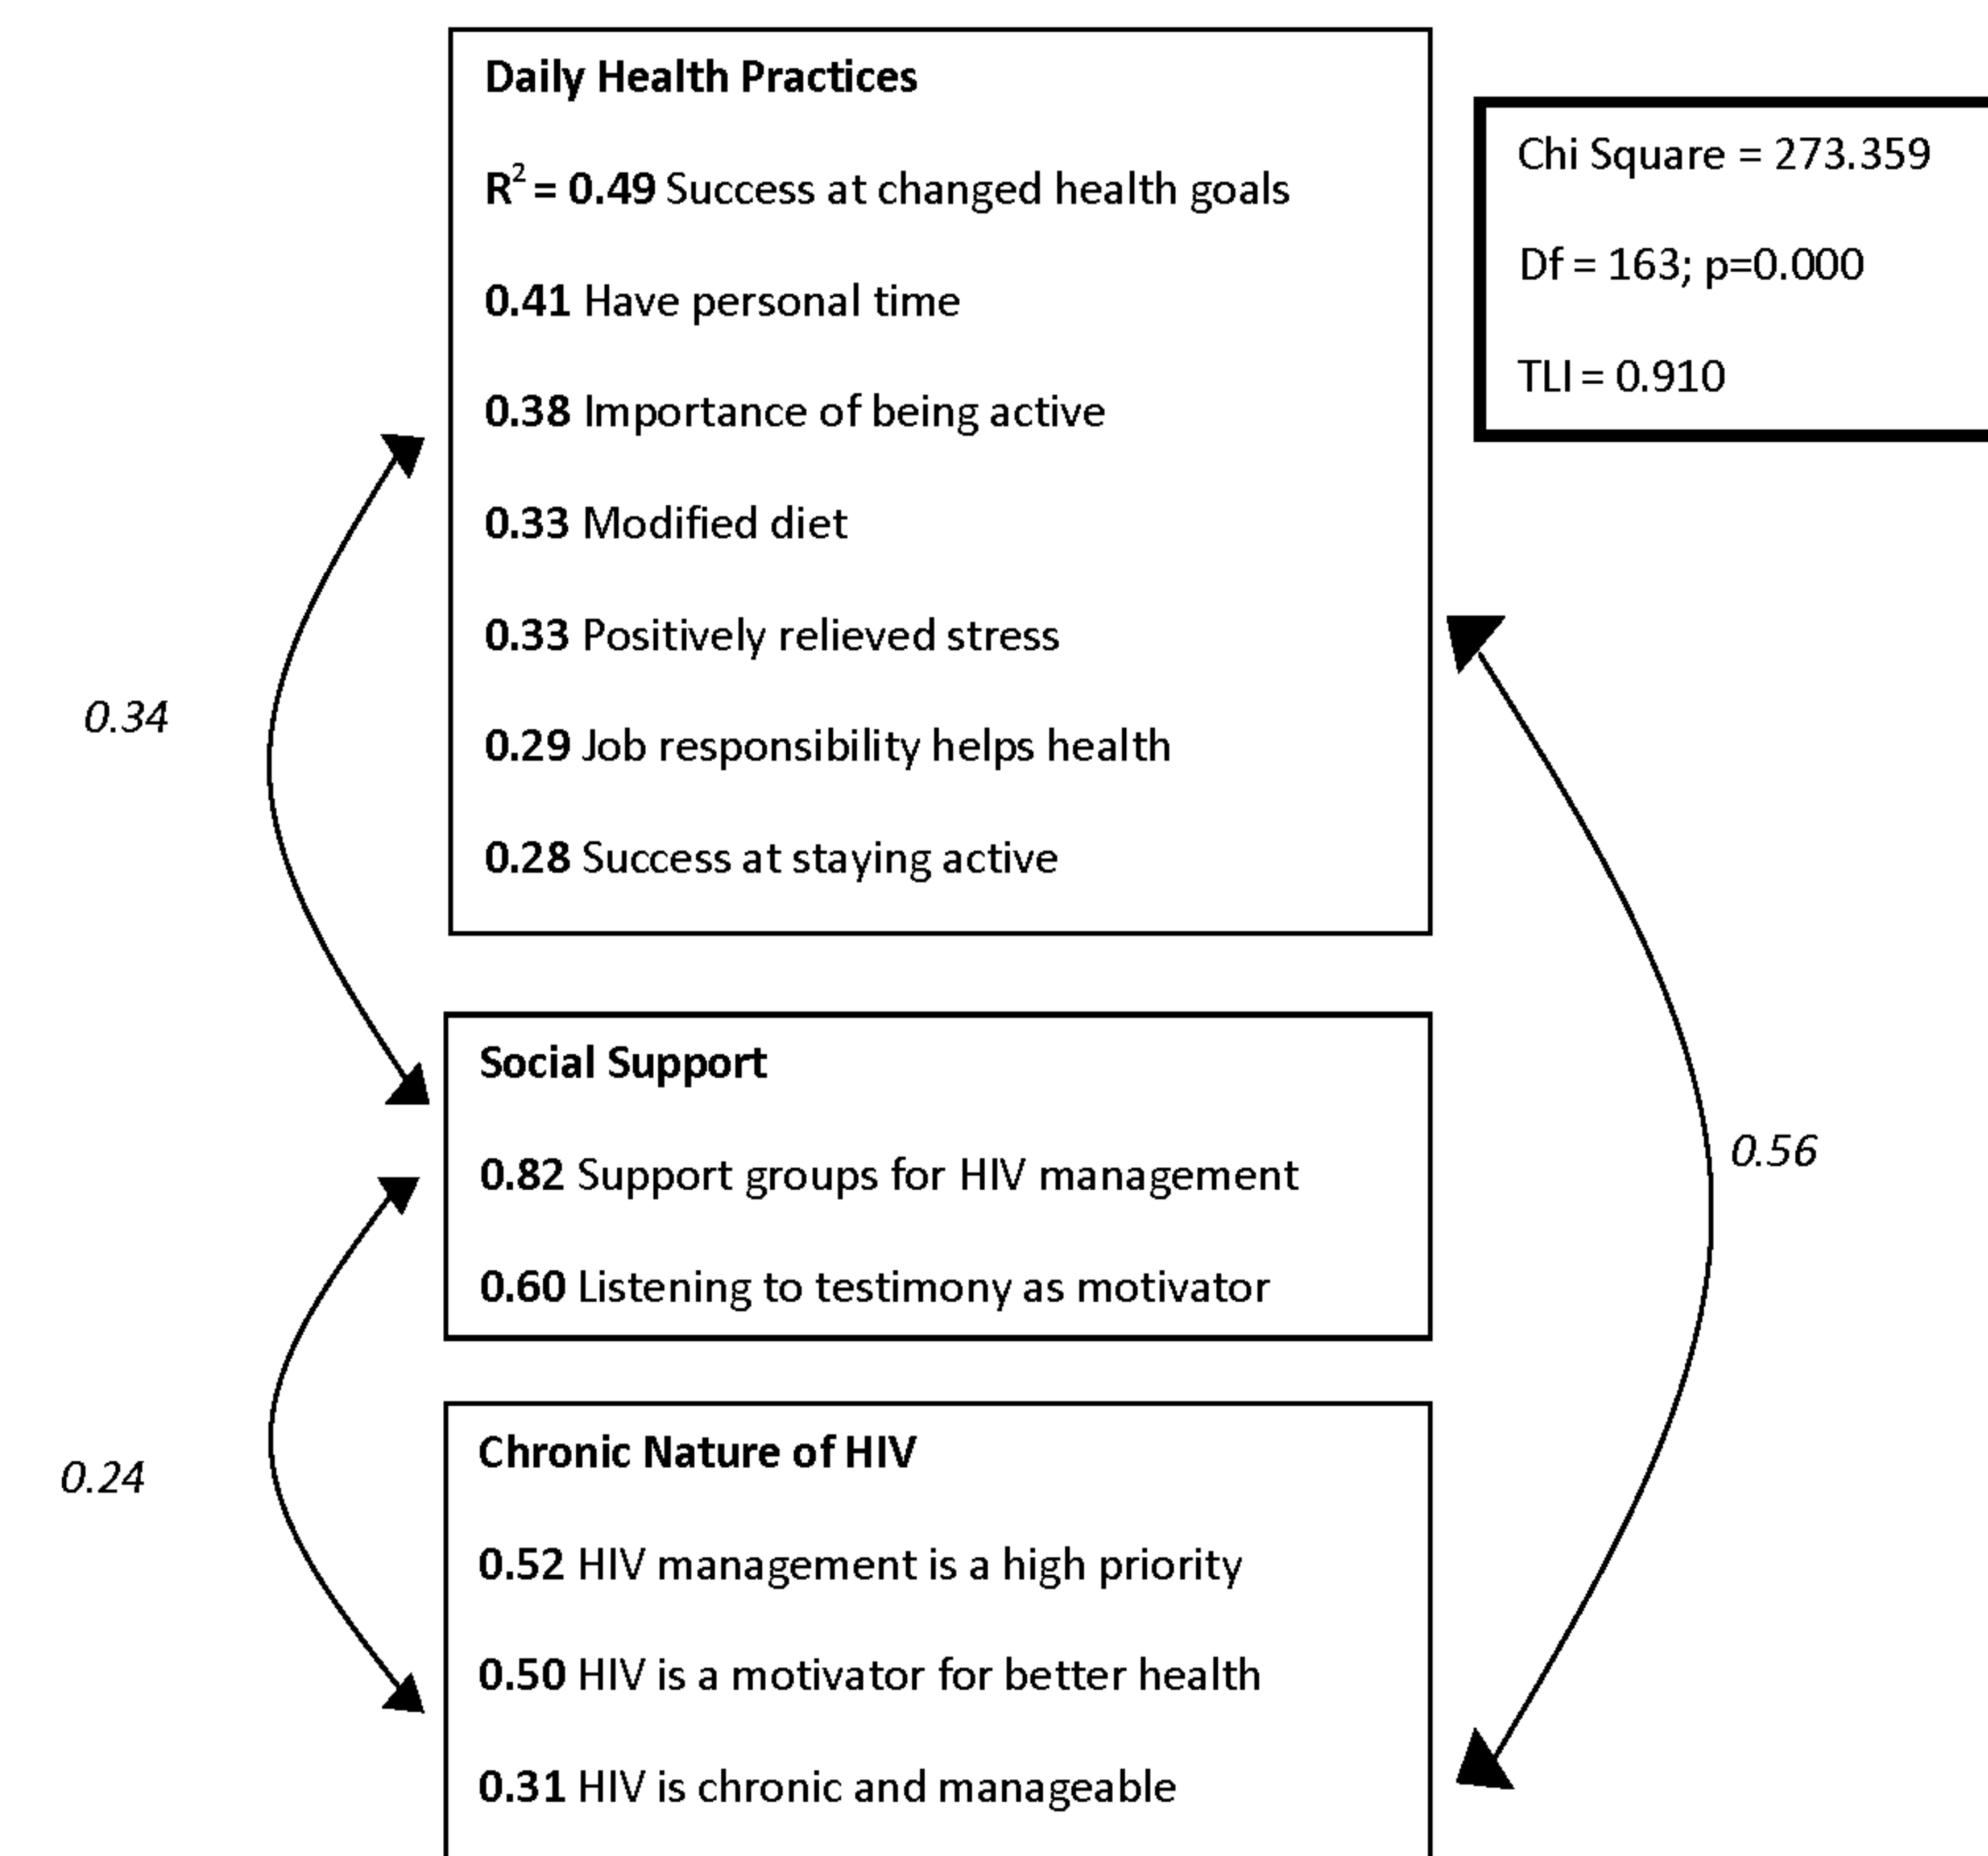 Daily Health Practices
R² = 0.49 Success at changed health goals
0.41 Have personal time
0.38 Importance of being active
0.33 Modified diet
0.33 Positively relieved stress
0.29 Job responsibility helps health
0.28 Success at staying active
Chi Square = 273.359
Df = 163; p=0.000
TLI = 0.910
0.34
Social Support
0.82 Support groups for HIV management
0.60 Listening to testimony as motivator
0.56
0.24
Chronic Nature of HIV
0.52 HIV management is a high priority
0.50 HIV is a motivator for better health
0.31 HIV is chronic and manageable